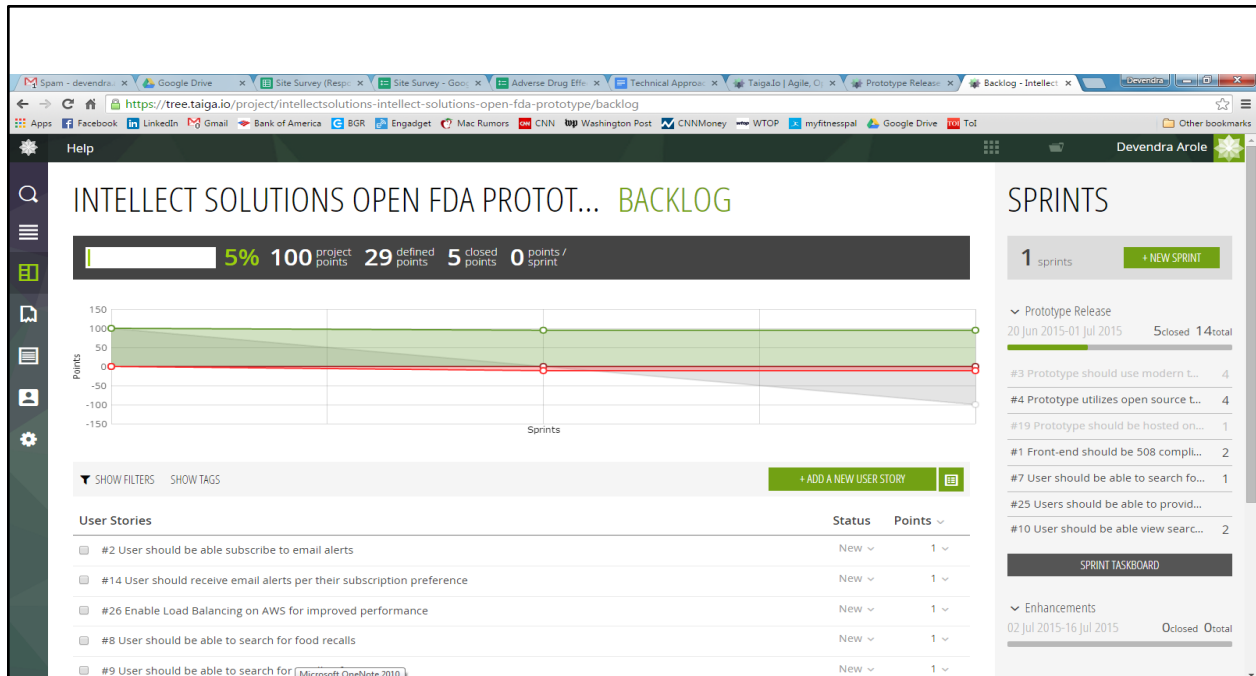 Spam - devendra.
Google Drive
Site Survey (Respo
Site Survey - Goog
Adverse Drug Effe
Technical Approac
Taiga.Io | Agile, O
Prototype Release
Backlog - Intellect
Devendra
https://tree.taiga.io/project/intellectsolutions-intellect-solutions-open-fda-prototype/backlog
Apps Facebook LinkedIn Gmail Bank of America BGR Engadget Mac Rumors CNN Washington Post CNNMoney WTOP myfitnesspal Google Drive ToI Other bookmarks
Help
Devendra Arole
INTELLECT SOLUTIONS OPEN FDA PROTOT... BACKLOG
5% 100 project points 29 defined points 5 closed points 0 points / sprint
150
100
50
0
-50
-100
-150
Points
Sprints
SHOW FILTERS SHOW TAGS
+ ADD A NEW USER STORY
User Stories Status Points
#2 User should be able subscribe to email alerts New 1
#14 User should receive email alerts per their subscription preference New 1
#26 Enable Load Balancing on AWS for improved performance New 1
#8 User should be able to search for food recalls New 1
#9 User should be able to search for New 1
Microsoft OneNote 2010
SPRINTS
1 sprints
+ NEW SPRINT
Prototype Release
20 Jun 2015-01 Jul 2015 5closed 14total
#3 Prototype should use modern t... 4
#4 Prototype utilizes open source t... 4
#19 Prototype should be hosted on... 1
#1 Front-end should be 508 compli... 2
#7 User should be able to search fo... 1
#25 Users should be able to provid...
#10 User should be able view searc... 2
SPRINT TASKBOARD
Enhancements
02 Jul 2015-16 Jul 2015 0closed 0total